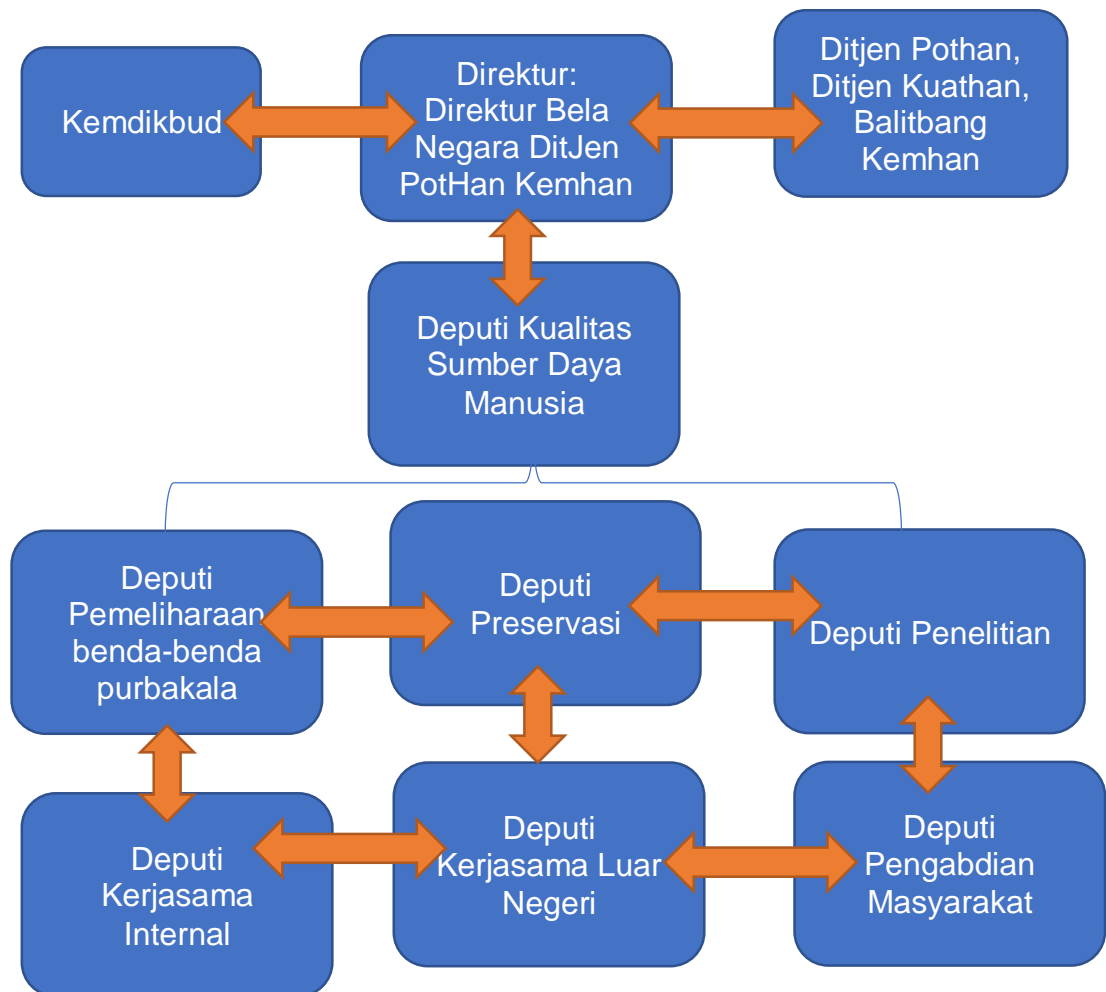 Kemdikbud
Direktur:
Direktur Bela
Negara DitJen
PotHan Kemhan
Ditjen Pothan,
Ditjen Kuathan,
Balitbang
Kemhan
Deputi Kualitas
Sumber Daya
Manusia
Deputi
Pemeliharaan
benda-benda
purbakala
Deputi
Preservasi
Deputi Penelitian
Deputi
Kerjasama
Internal
Deputi
Kerjasama Luar
Negeri
Deputi
Pengabdian
Masyarakat